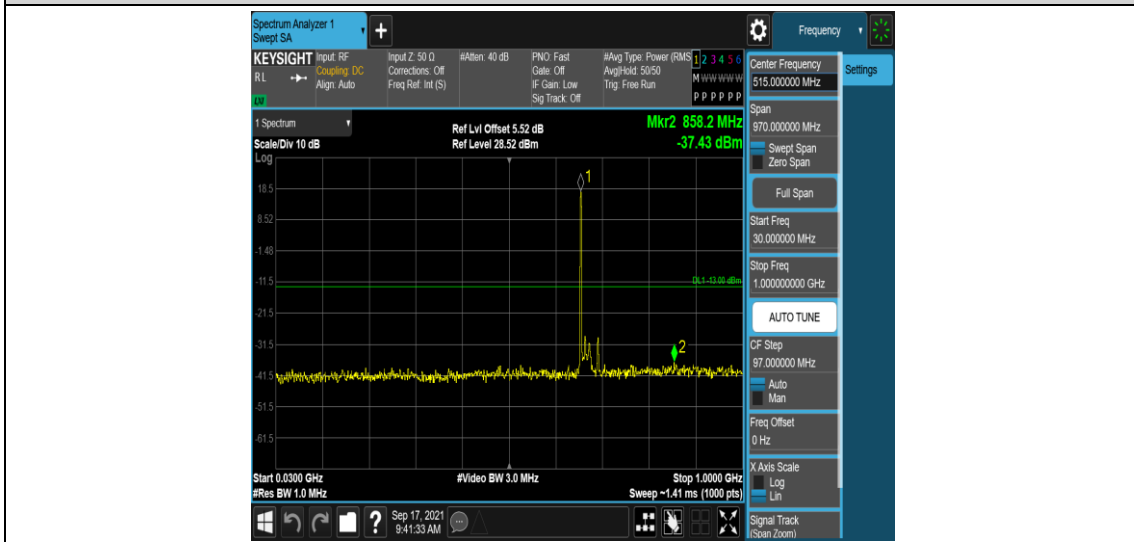 Spectrum Analyzer 1
Swept SA
+
Frequency
KEYSIGHT
RL
LXI
Input: RF
Coupling: DC
Align: Auto
Input Z: 50 Ω
Corrections: Off
Freq Ref: Int (S)
#Atten: 40 dB
PNO: Fast
Gate: Off
IF Gain: Low
Sig Track: Off
#Avg Type: Power (RMS
Avg|Hold: 50/50
Trig: Free Run
1 2 3 4 5 6
M W W W W W
P P P P P P
1 Spectrum
Scale/Div 10 dB
Ref Lvl Offset 5.52 dB
Ref Level 28.52 dBm
Mkr2 858.2 MHz
-37.43 dBm
Log
1
18.5
8.52
-1.48
-11.5
DL1 -13.00 dBm
-21.5
-31.5
2
-41.5
-51.5
-61.5
Start 0.0300 GHz
#Video BW 3.0 MHz
Stop 1.0000 GHz
#Res BW 1.0 MHz
Sweep ~1.41 ms (1000 pts)
?
Sep 17, 2021
9:41:33 AM
Center Frequency
515.000000 MHz
Settings
Span
970.000000 MHz
Swept Span
Zero Span
Full Span
Start Freq
30.000000 MHz
Stop Freq
1.000000000 GHz
AUTO TUNE
CF Step
97.000000 MHz
Auto
Man
Freq Offset
0 Hz
X Axis Scale
Log
Lin
Signal Track
(Span Zoom)